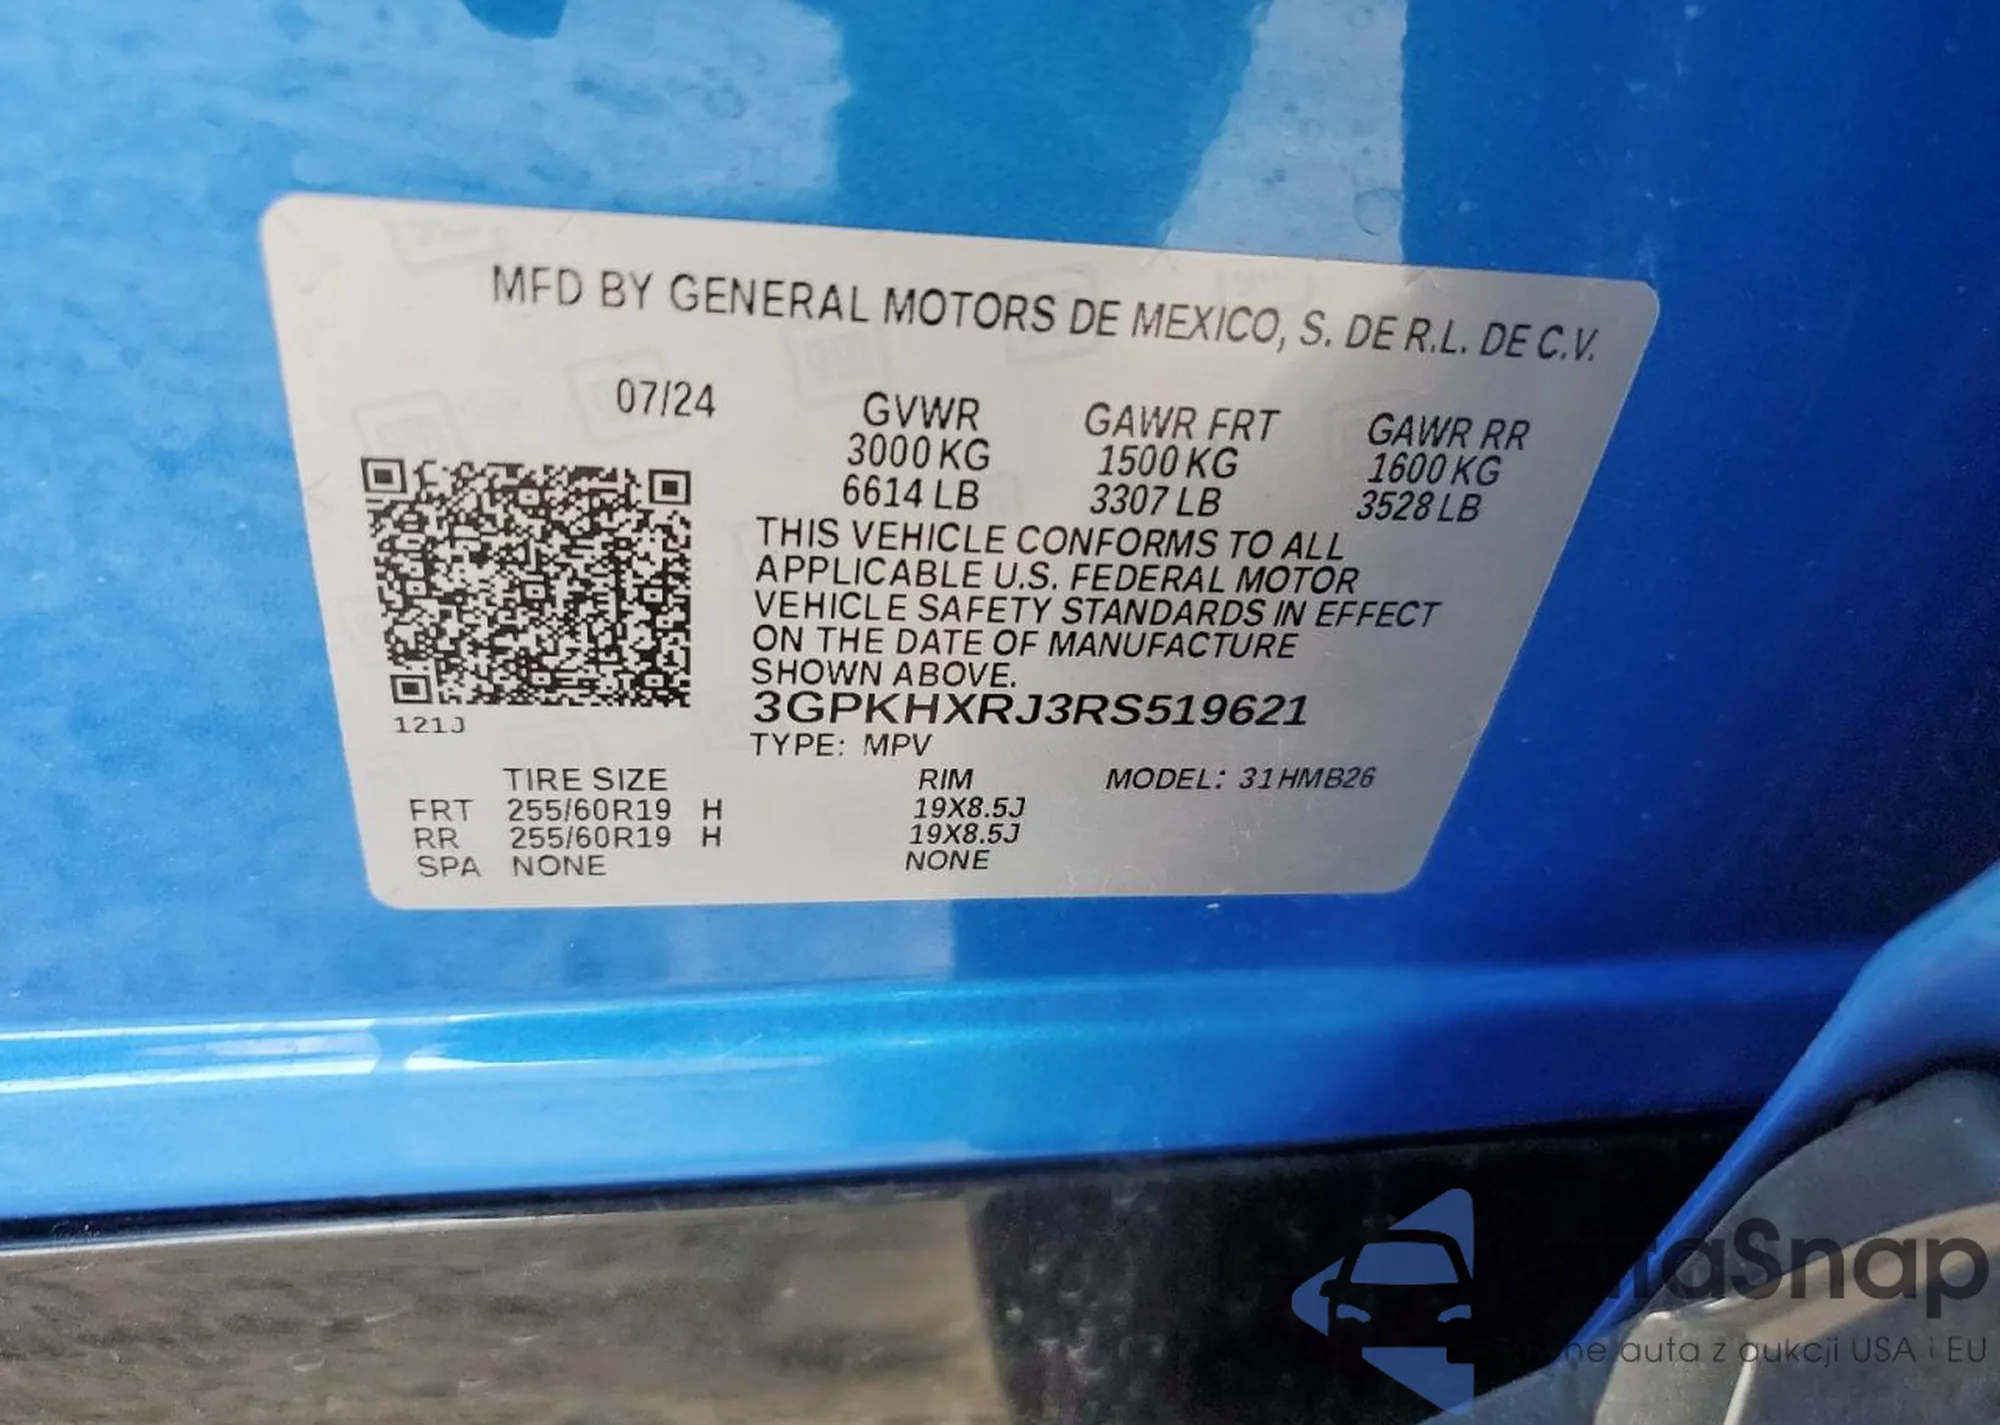 MFD BY GENERAL MOTORS DE MEXICO, S. DE R.L. DE C.V.
07/24
GVWR GAWR FRT GAWR RR
3000 KG 1500 KG 1600 KG
6614 LB 3307 LB 3528 LB
THIS VEHICLE CONFORMS TO ALL
APPLICABLE U.S. FEDERAL MOTOR
VEHICLE SAFETY STANDARDS IN EFFECT
ON THE DATE OF MANUFACTURE
SHOWN ABOVE.
3GPKHXRJ3RS519621
121J
TYPE: MPV
TIRE SIZE RIM MODEL: 31HMB26
FRT 255/60R19 H 19X8.5J
RR 255/60R19 H 19X8.5J
SPA NONE NONE
auta z aukcji USA i EU